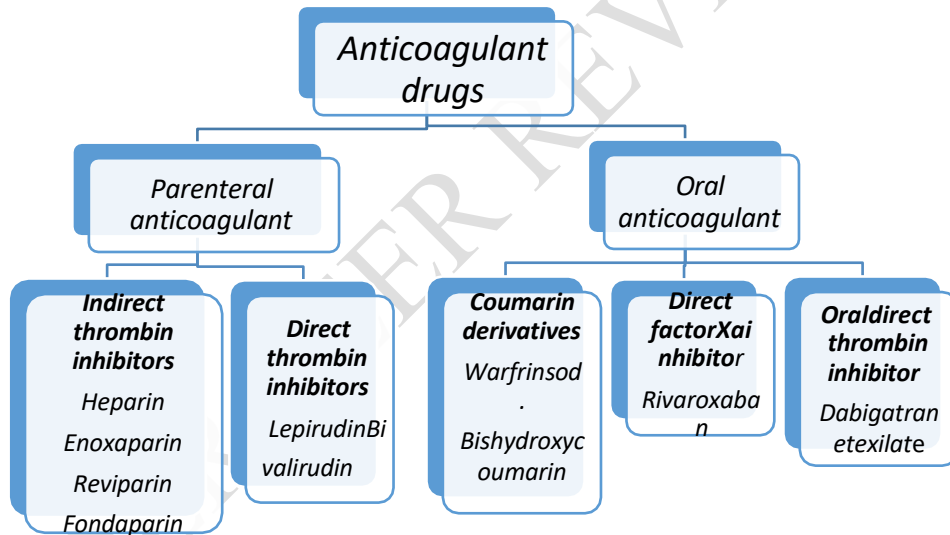 Anticoagulant
drugs
Parenteral
anticoagulant
Oral
anticoagulant
Indirect
thrombin
inhibitors
Heparin
Enoxaparin
Reviparin
Fondaparin
Direct
thrombin
inhibitors
LepirudinBi
valirudin
Coumarin
derivatives
Warfrinsod
.
Bishydroxyc
oumarin
Direct
factorXai
nhibitor
Rivaroxaba
n
Oraldirect
thrombin
inhibitor
Dabigatran
etexilate